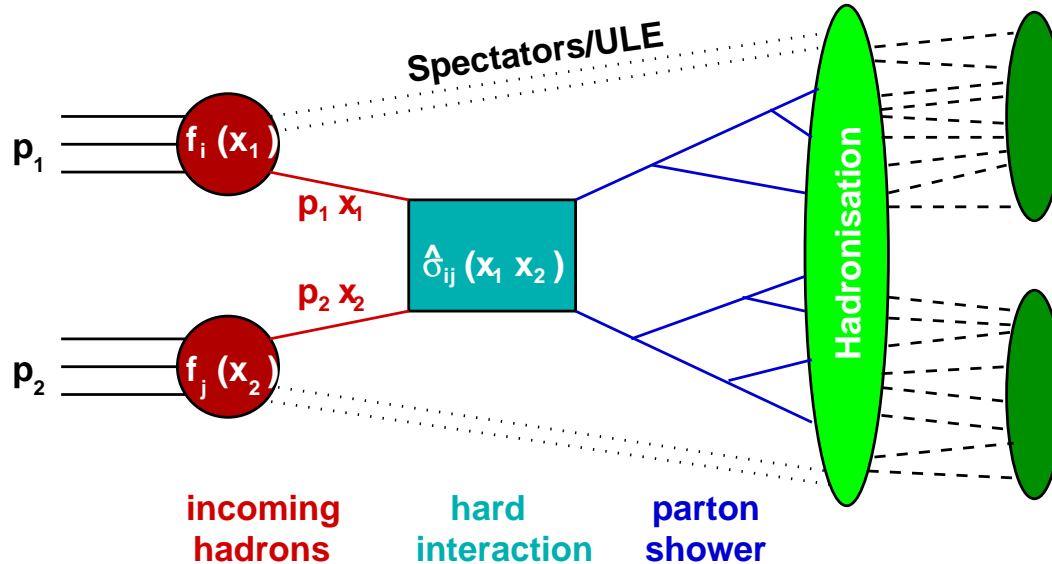 Spectators/ULE
p1
fi (x1)
p1 x1
σ̂ij (x1 x2)
Hadronisation
p2 x2
p2
fj (x2)
incoming hadrons
hard interaction
parton shower